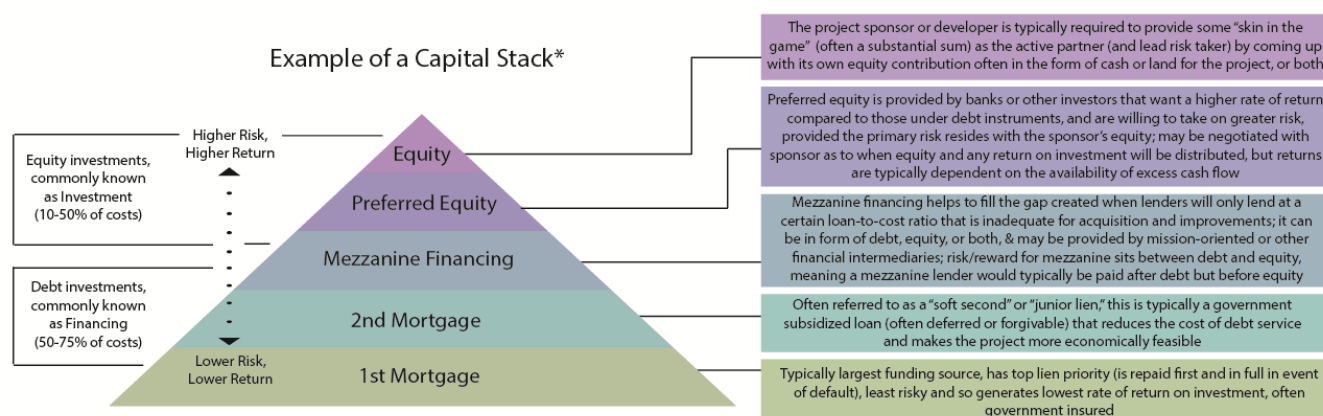 Example of a Capital Stack*
Higher Risk,
Higher Return
Equity investments,
commonly known
as Investment
(10-50% of costs)
Debt investments,
commonly known
as Financing
(50-75% of costs)
Lower Risk,
Lower Return
Equity
Preferred Equity
Mezzanine Financing
2nd Mortgage
1st Mortgage
The project sponsor or developer is typically required to provide some “skin in the
game” (often a substantial sum) as the active partner (and lead risk taker) by coming up
with its own equity contribution often in the form of cash or land for the project, or both
Preferred equity is provided by banks or other investors that want a higher rate of return
compared to those under debt instruments, and are willing to take on greater risk,
provided the primary risk resides with the sponsor’s equity; may be negotiated with
sponsor as to when equity and any return on investment will be distributed, but returns
are typically dependent on the availability of excess cash flow
Mezzanine financing helps to fill the gap created when lenders will only lend at a
certain loan-to-cost ratio that is inadequate for acquisition and improvements; it can
be in form of debt, equity, or both, & may be provided by mission-oriented or other
financial intermediaries; risk/reward for mezzanine sits between debt and equity,
meaning a mezzanine lender would typically be paid after debt but before equity
Often referred to as a “soft second” or “junior lien,” this is typically a government
subsidized loan (often deferred or forgivable) that reduces the cost of debt service
and makes the project more economically feasible
Typically largest funding source, has top lien priority (is repaid first and in full in event
of default), least risky and so generates lowest rate of return on investment, often
government insured